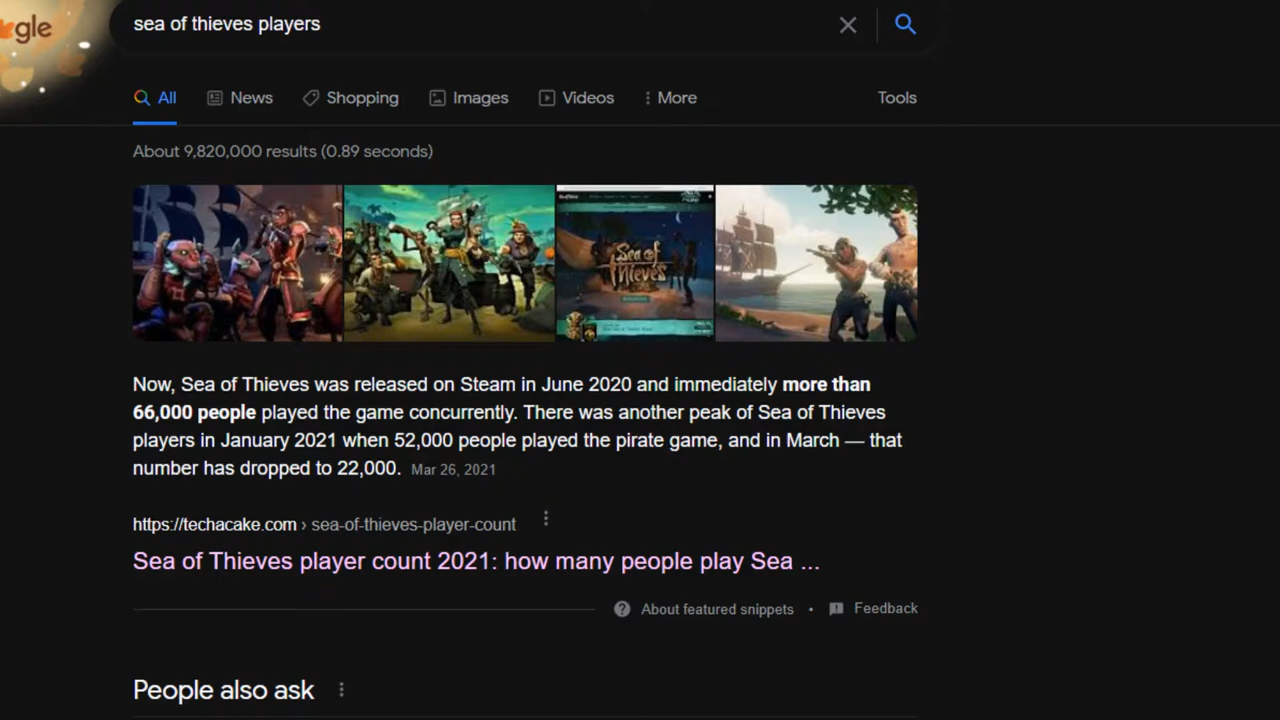 gle
sea of thieves players
All News Shopping Images Videos More Tools
About 9,820,000 results (0.89 seconds)
Sea of
Thieves
Now, Sea of Thieves was released on Steam in June 2020 and immediately more than
66,000 people played the game concurrently. There was another peak of Sea of Thieves
players in January 2021 when 52,000 people played the pirate game, and in March — that
number has dropped to 22,000. Mar 26, 2021
https://techacake.com › sea-of-thieves-player-count
Sea of Thieves player count 2021: how many people play Sea ...
About featured snippets • Feedback
People also ask